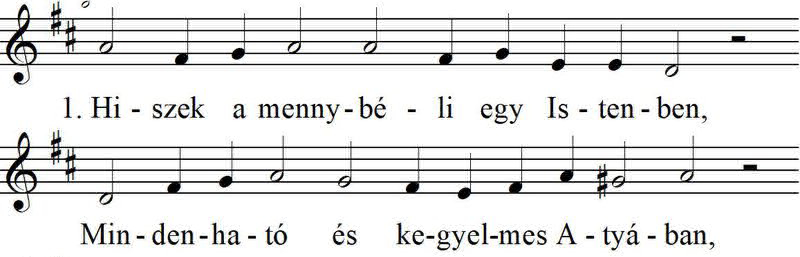 1. Hi - szek a menny - bé - li egy Is - ten - ben,
Min - den - ha - tó és ke-gyel-mes A - tyá - ban,